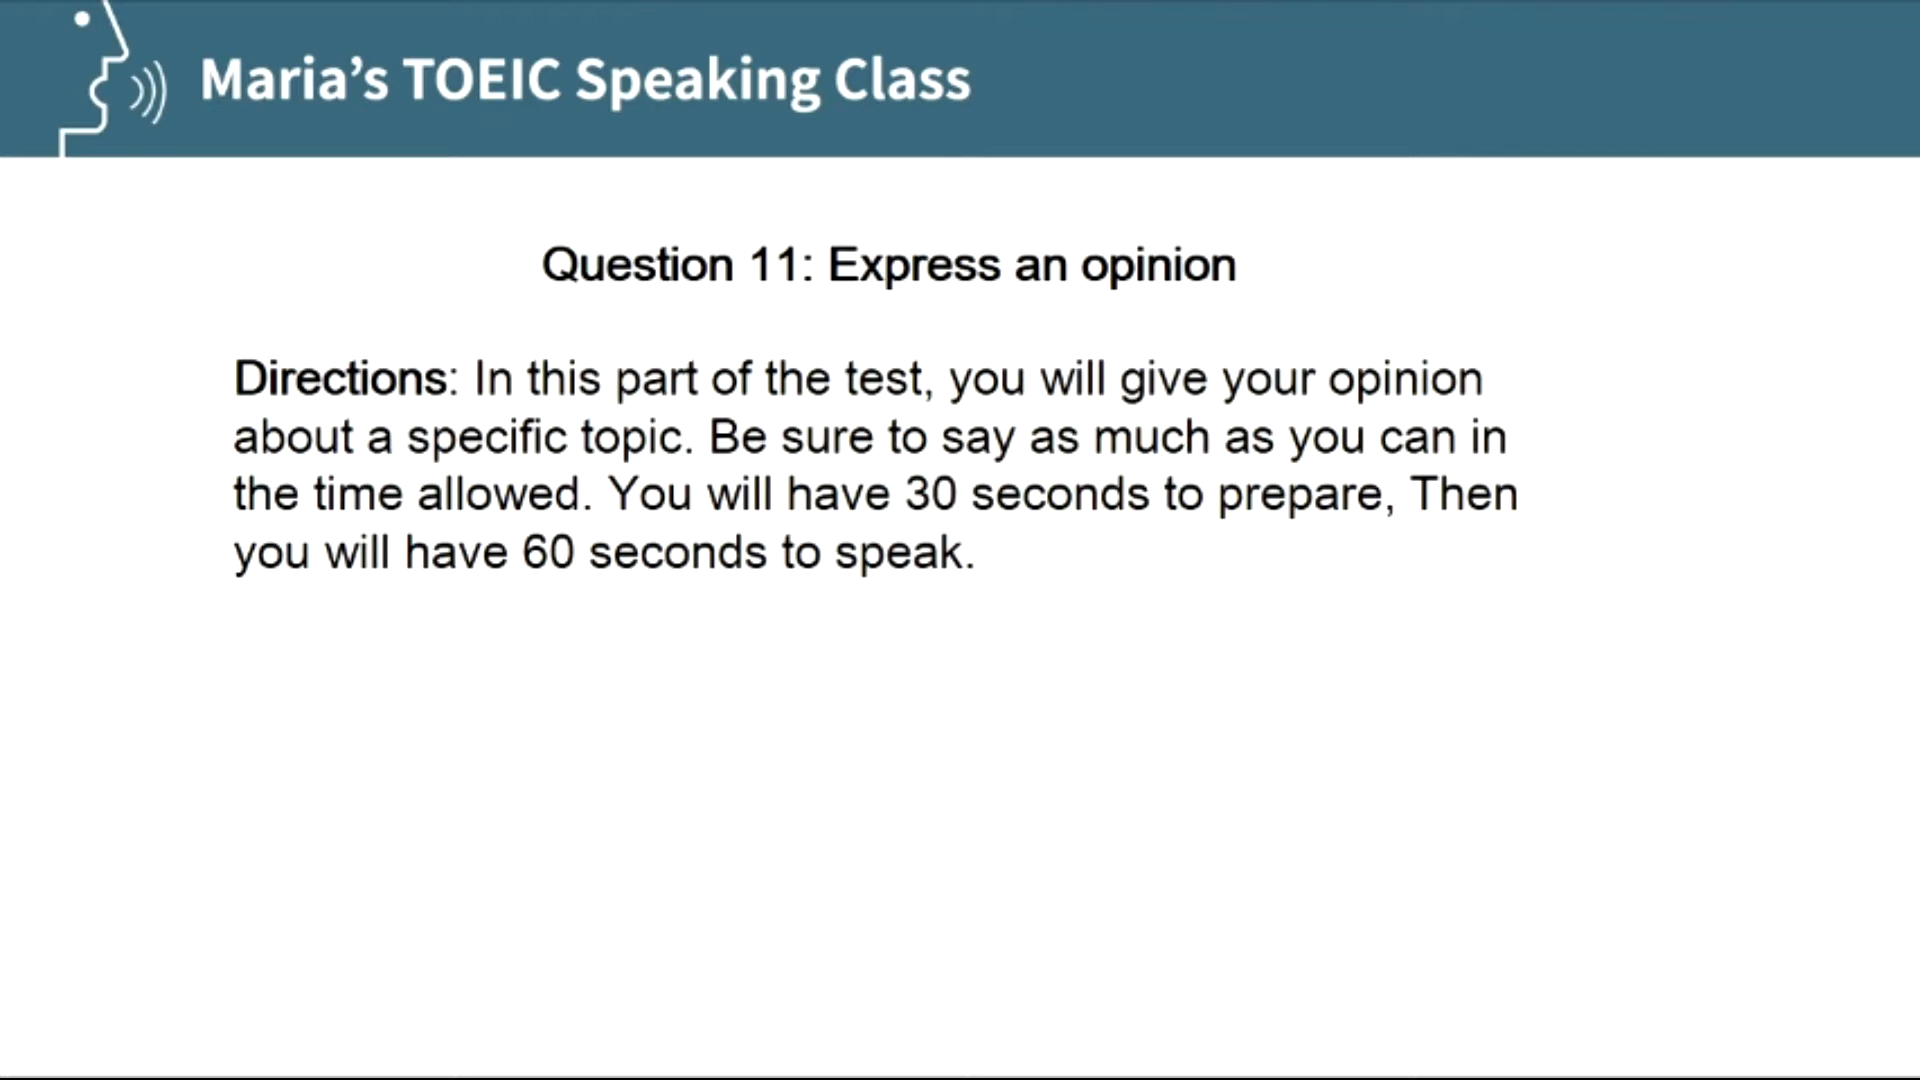 Maria’s TOEIC Speaking Class
Question 11: Express an opinion
Directions: In this part of the test, you will give your opinion
about a specific topic. Be sure to say as much as you can in
the time allowed. You will have 30 seconds to prepare, Then
you will have 60 seconds to speak.